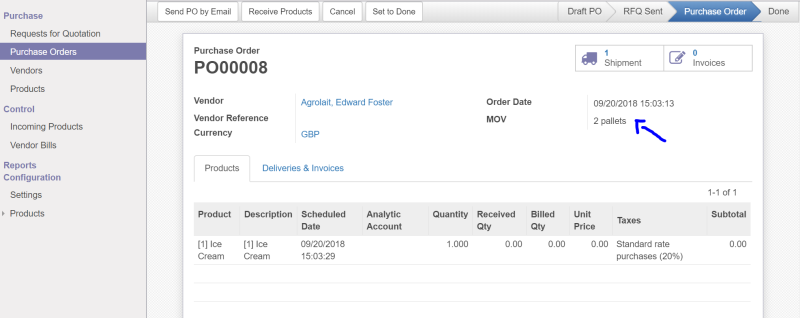 Purchase
Requests for Quotation
Purchase Orders
Vendors
Products
Control
Incoming Products
Vendor Bills
Reports
Configuration
Settings
Products
Send PO by Email Receive Products Cancel Set to Done
Draft PO RFQ Sent Purchase Order Done
Purchase Order
PO00008
1 Shipment
0 Invoices
Vendor Agrolait, Edward Foster
Vendor Reference
Currency GBP
Order Date 09/20/2018 15:03:13
MOV 2 pallets
Products Deliveries & Invoices
1-1 of 1
Product Description Scheduled Date Analytic Account Quantity Received Qty Billed Qty Unit Price Taxes Subtotal
[1] Ice Cream [1] Ice Cream 09/20/2018 15:03:29 1.000 0.00 0.00 0.00 Standard rate purchases (20%) 0.00